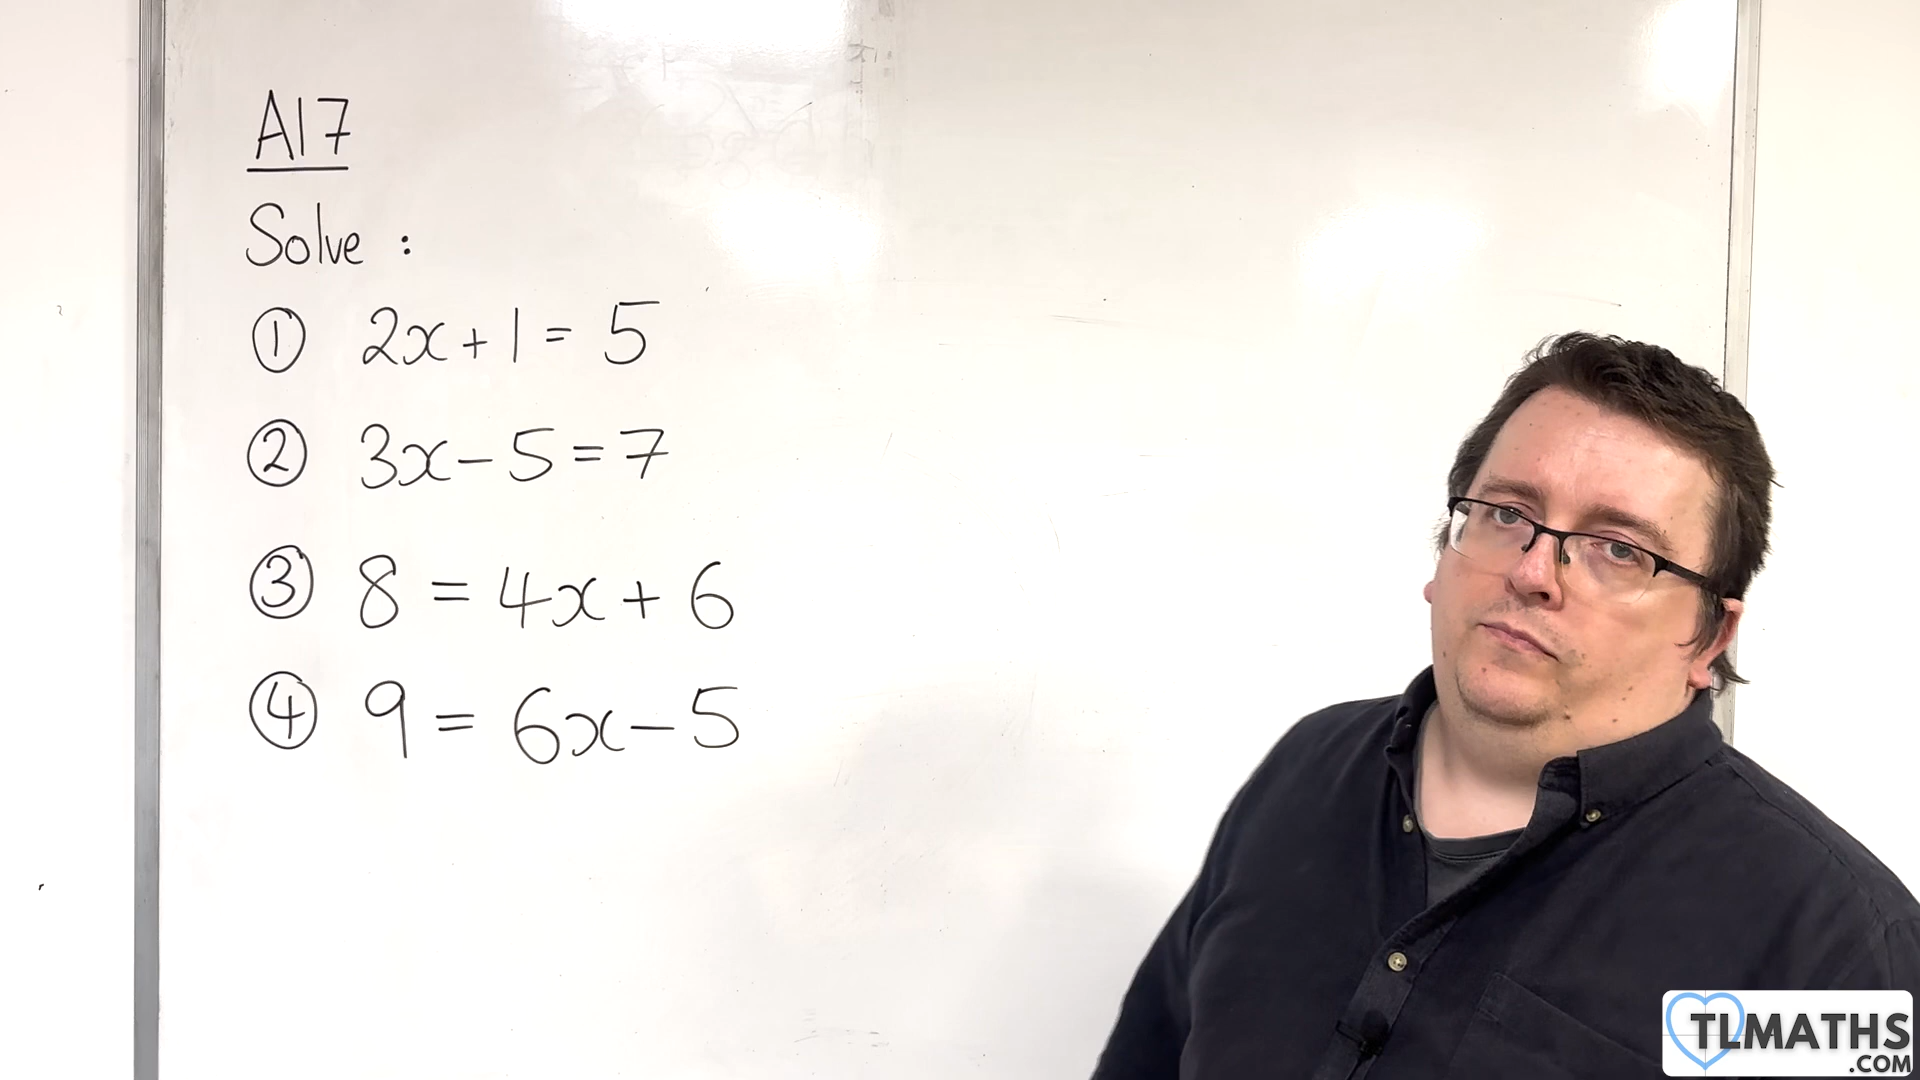 A17
Solve :
① 2x + 1 = 5
② 3x - 5 = 7
③ 8 = 4x + 6
④ 9 = 6x - 5
TLMATHS
.COM